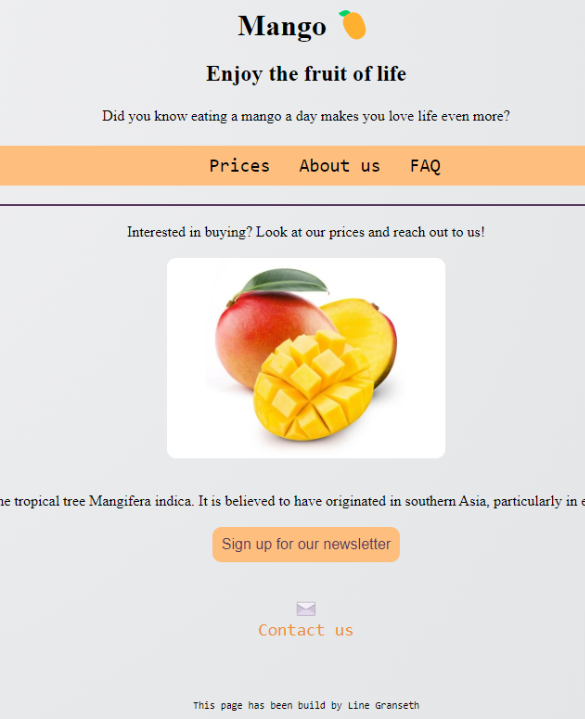 Mango
Enjoy the fruit of life
Did you know eating a mango a day makes you love life even more?
Prices About us FAQ
Interested in buying? Look at our prices and reach out to us!
tropical tree Mangifera indica. It is believed to have originated in southern Asia, particularly in
Sign up for our newsletter
Contact us
This page has been build by Line Granseth